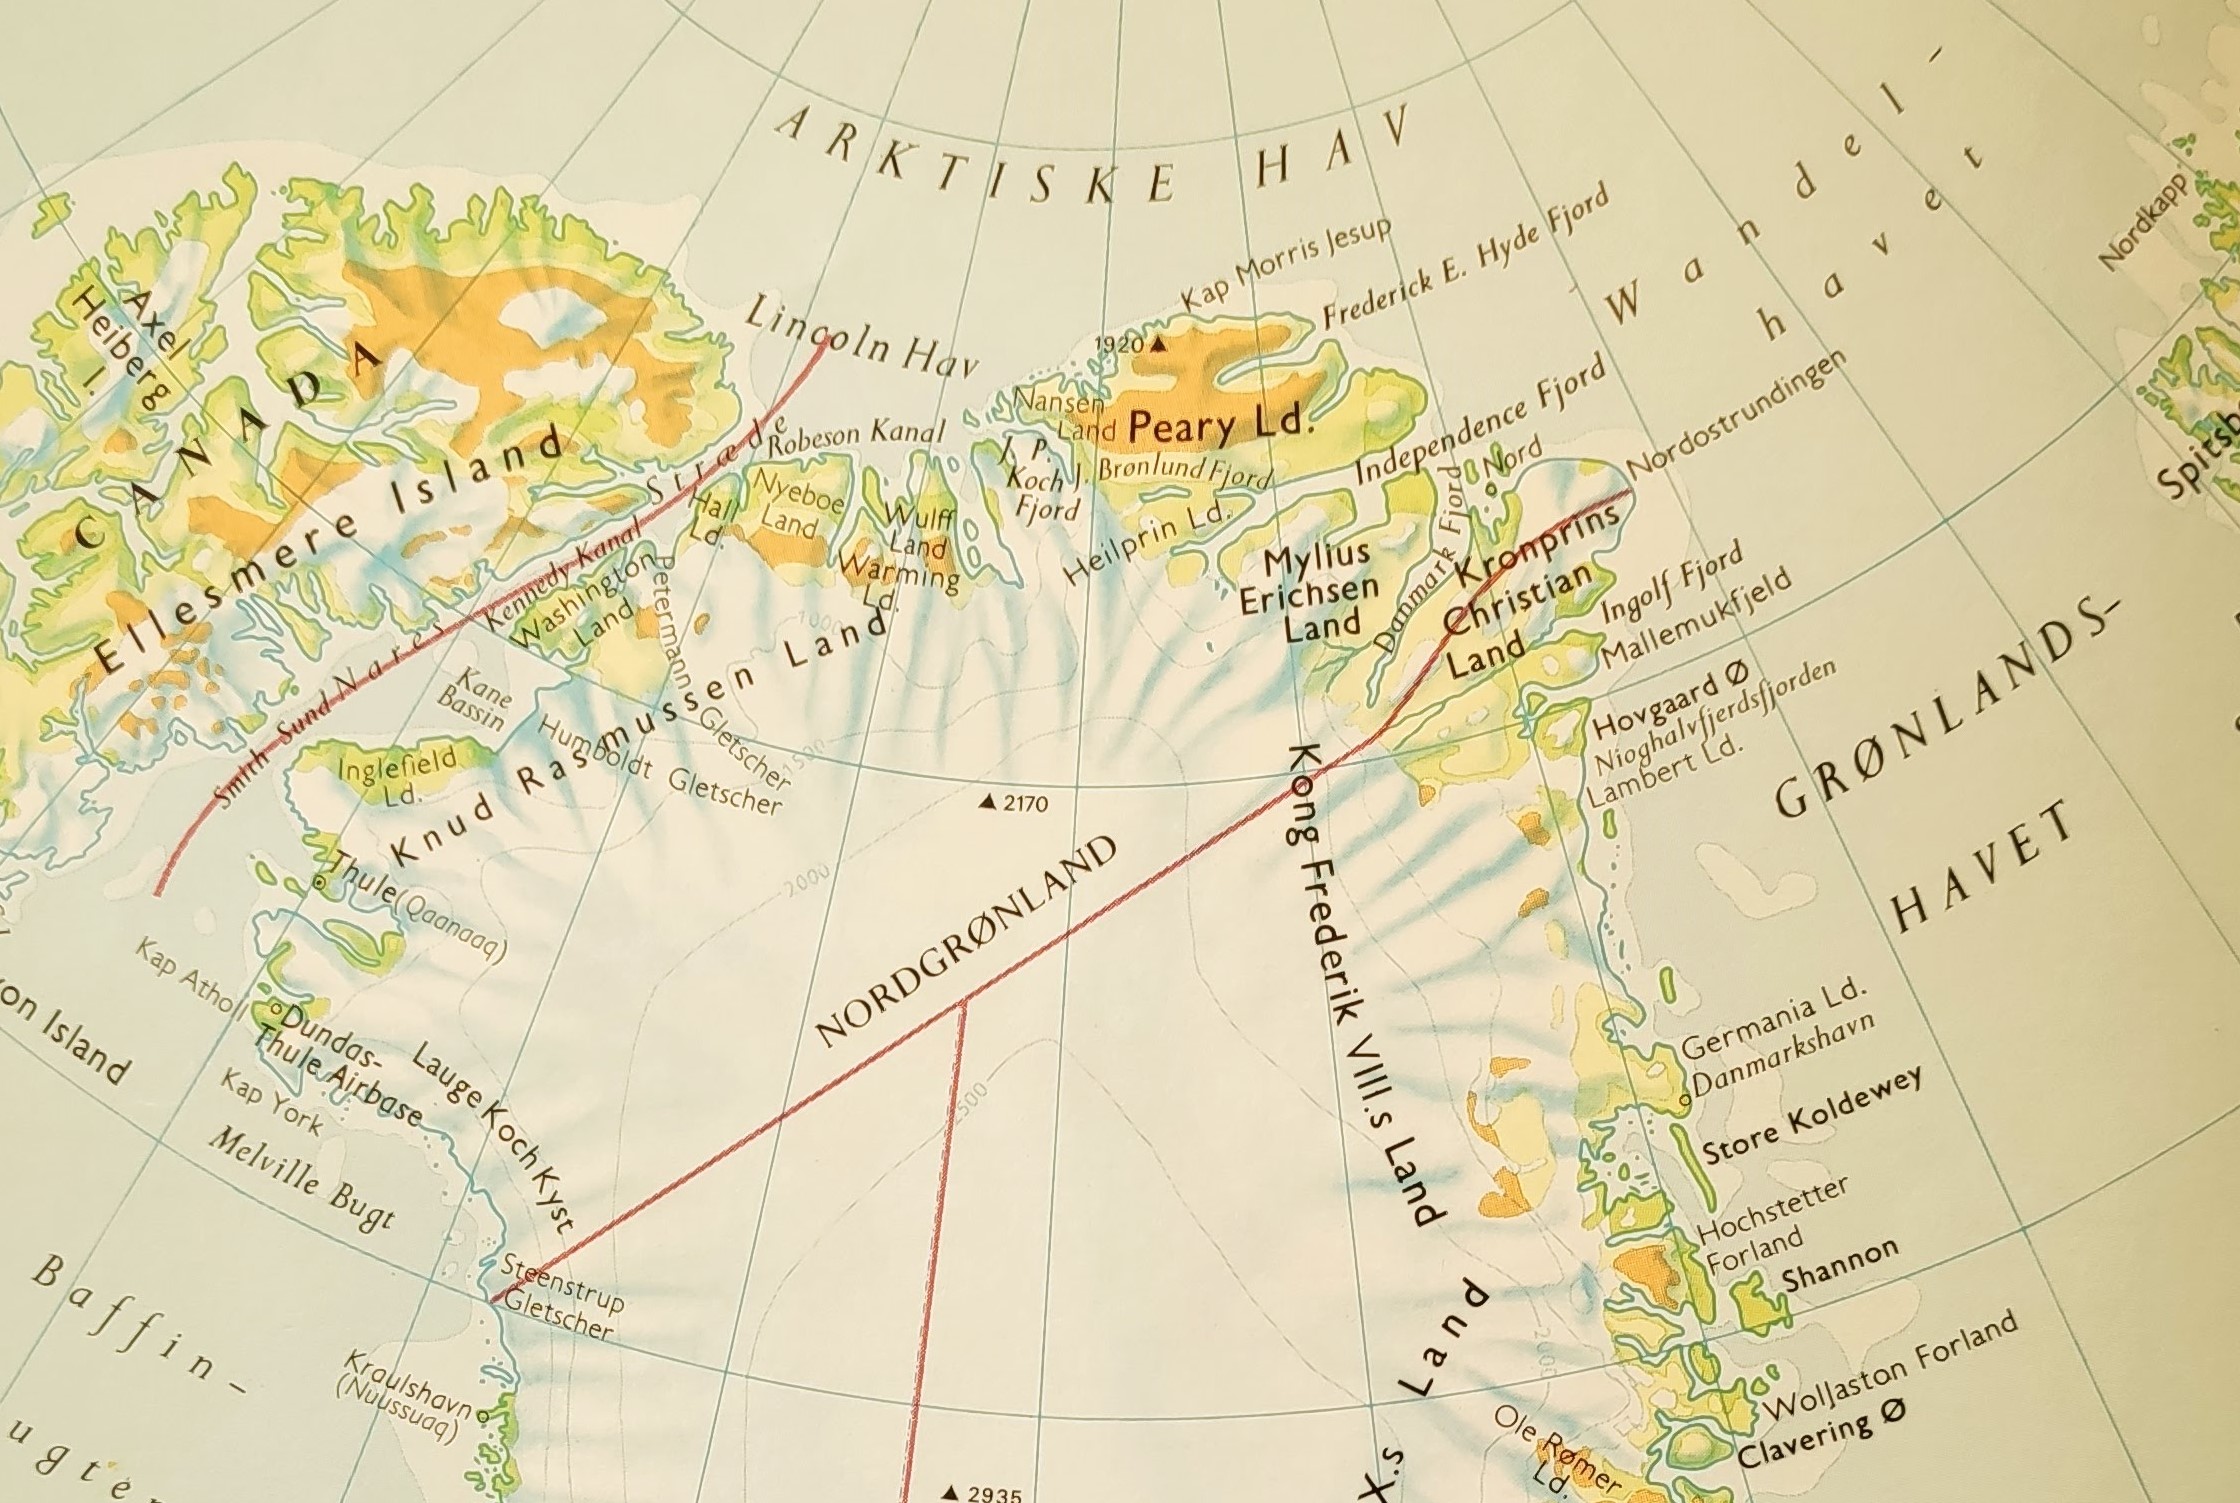 ARKTISKE HAV
Wandel-
havet
Nordkapp
Spitsb
Lincoln Hav
Kap Morris Jesup
Frederick E. Hyde Fjord
1920
Axel
Heiberg
I.
CANADA
Ellesmere Island
Nansen
Land
Peary Ld.
Robeson Kanal
J. P.
Koch
Fjord
J. Brønlund Fjord
Independence Fjord
Nord
Nordostrundingen
Smith Sund
Nares Stræde
Kennedy Kanal
Hall
Ld.
Nyeboe
Land
Wulff
Land
Warming
Ld.
Heilprin Ld.
Mylius
Erichsen
Land
Danmark Fjord
Kronprins
Christian
Land
Ingolf Fjord
Mallemukfjeld
Washington
Land
Petermann
Gletscher
Kane
Bassin
Humboldt Gletscher
Knud Rasmussen Land
Inglefield
Ld.
Hovgaard Ø
Nioghalvfjerdsfjorden
Lambert Ld.
GRØNLANDS-
HAVET
1000
1500
2170
2000
Thule (Qaanaaq)
NORDGRØNLAND
Kong Frederik VIII.s Land
Kap Atholl
on Island
Dundas-
Thule Airbase
Lauge Koch Kyst
Kap York
Melville Bugt
Germania Ld.
Danmarkshavn
Store Koldewey
Hochstetter
Forland
Shannon
Steenstrup
Gletscher
Baffin-
ugten
Kraulshavn
(Nuussuaq)
X.s Land
2000
Wollaston Forland
Clavering Ø
Ole Rømer
Ld.
2935